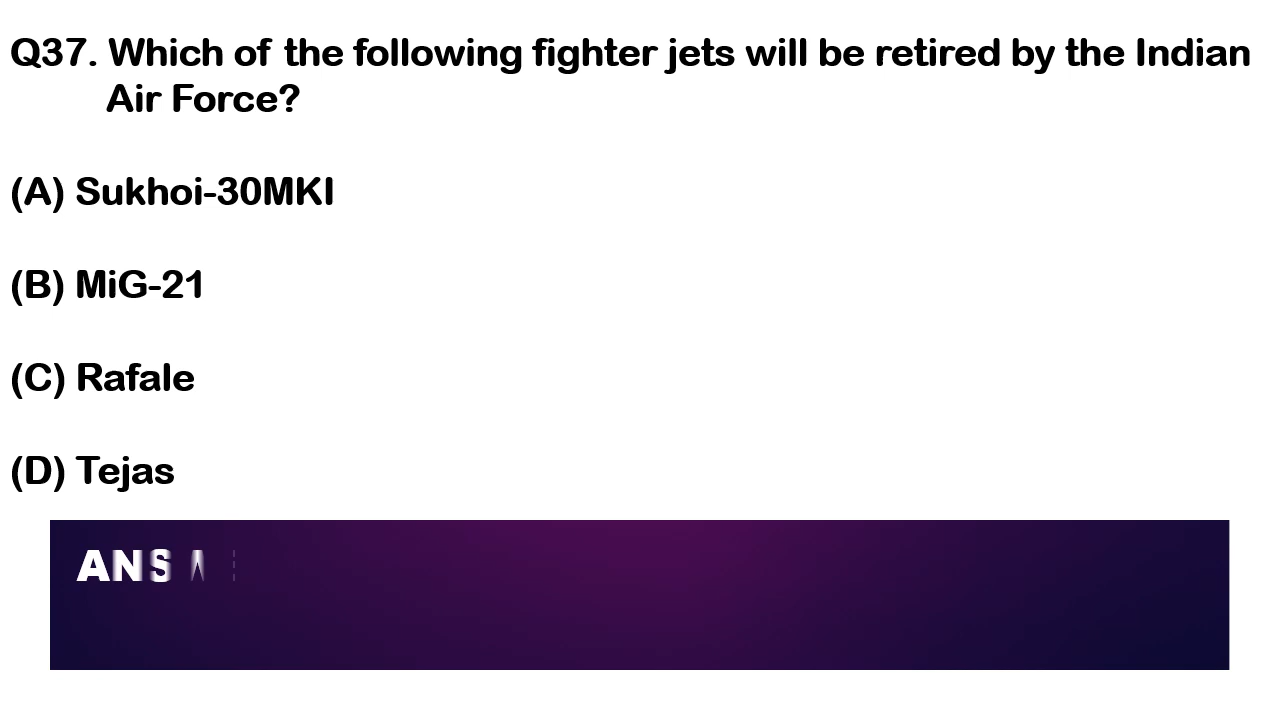 Q37. Which of the following fighter jets will be retired by the Indian
Air Force?
(A) Sukhoi-30MKI
(B) MiG-21
(C) Rafale
(D) Tejas